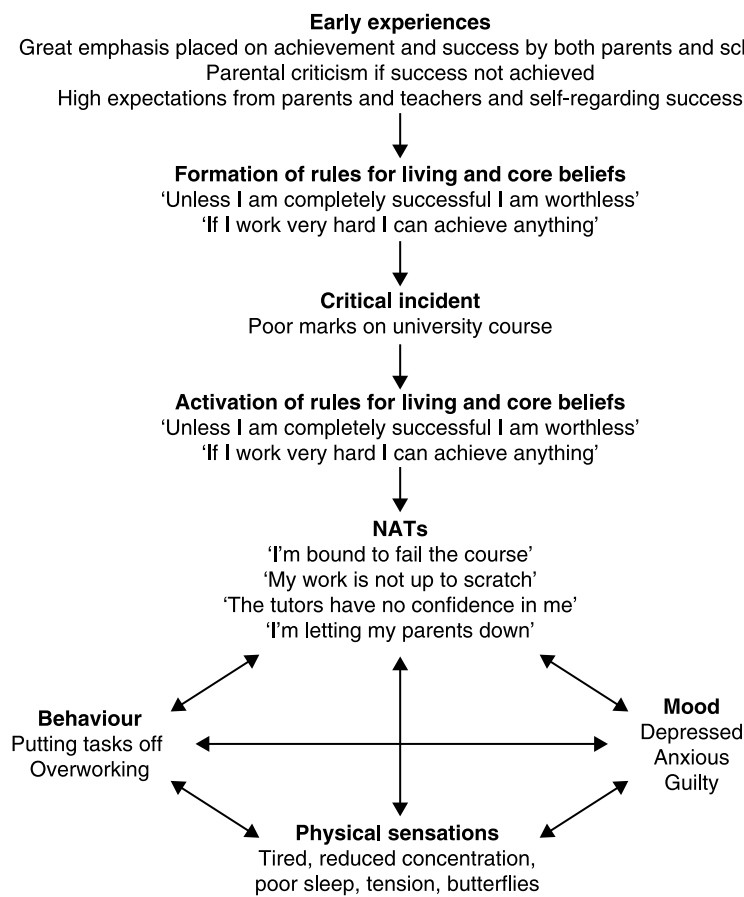 Early experiences
Great emphasis placed on achievement and success by both parents and
Parental criticism if success not achieved
High expectations from parents and teachers and self-regarding success
Formation of rules for living and core beliefs
‘Unless I am completely successful I am worthless’
‘If I work very hard I can achieve anything’
Critical incident
Poor marks on university course
Activation of rules for living and core beliefs
‘Unless I am completely successful I am worthless’
‘If I work very hard I can achieve anything’
NATs
‘I’m bound to fail the course’
‘My work is not up to scratch’
‘The tutors have no confidence in me’
‘I’m letting my parents down’
Behaviour
Putting tasks off
Overworking
Mood
Depressed
Anxious
Guilty
Physical sensations
Tired, reduced concentration,
poor sleep, tension, butterflies